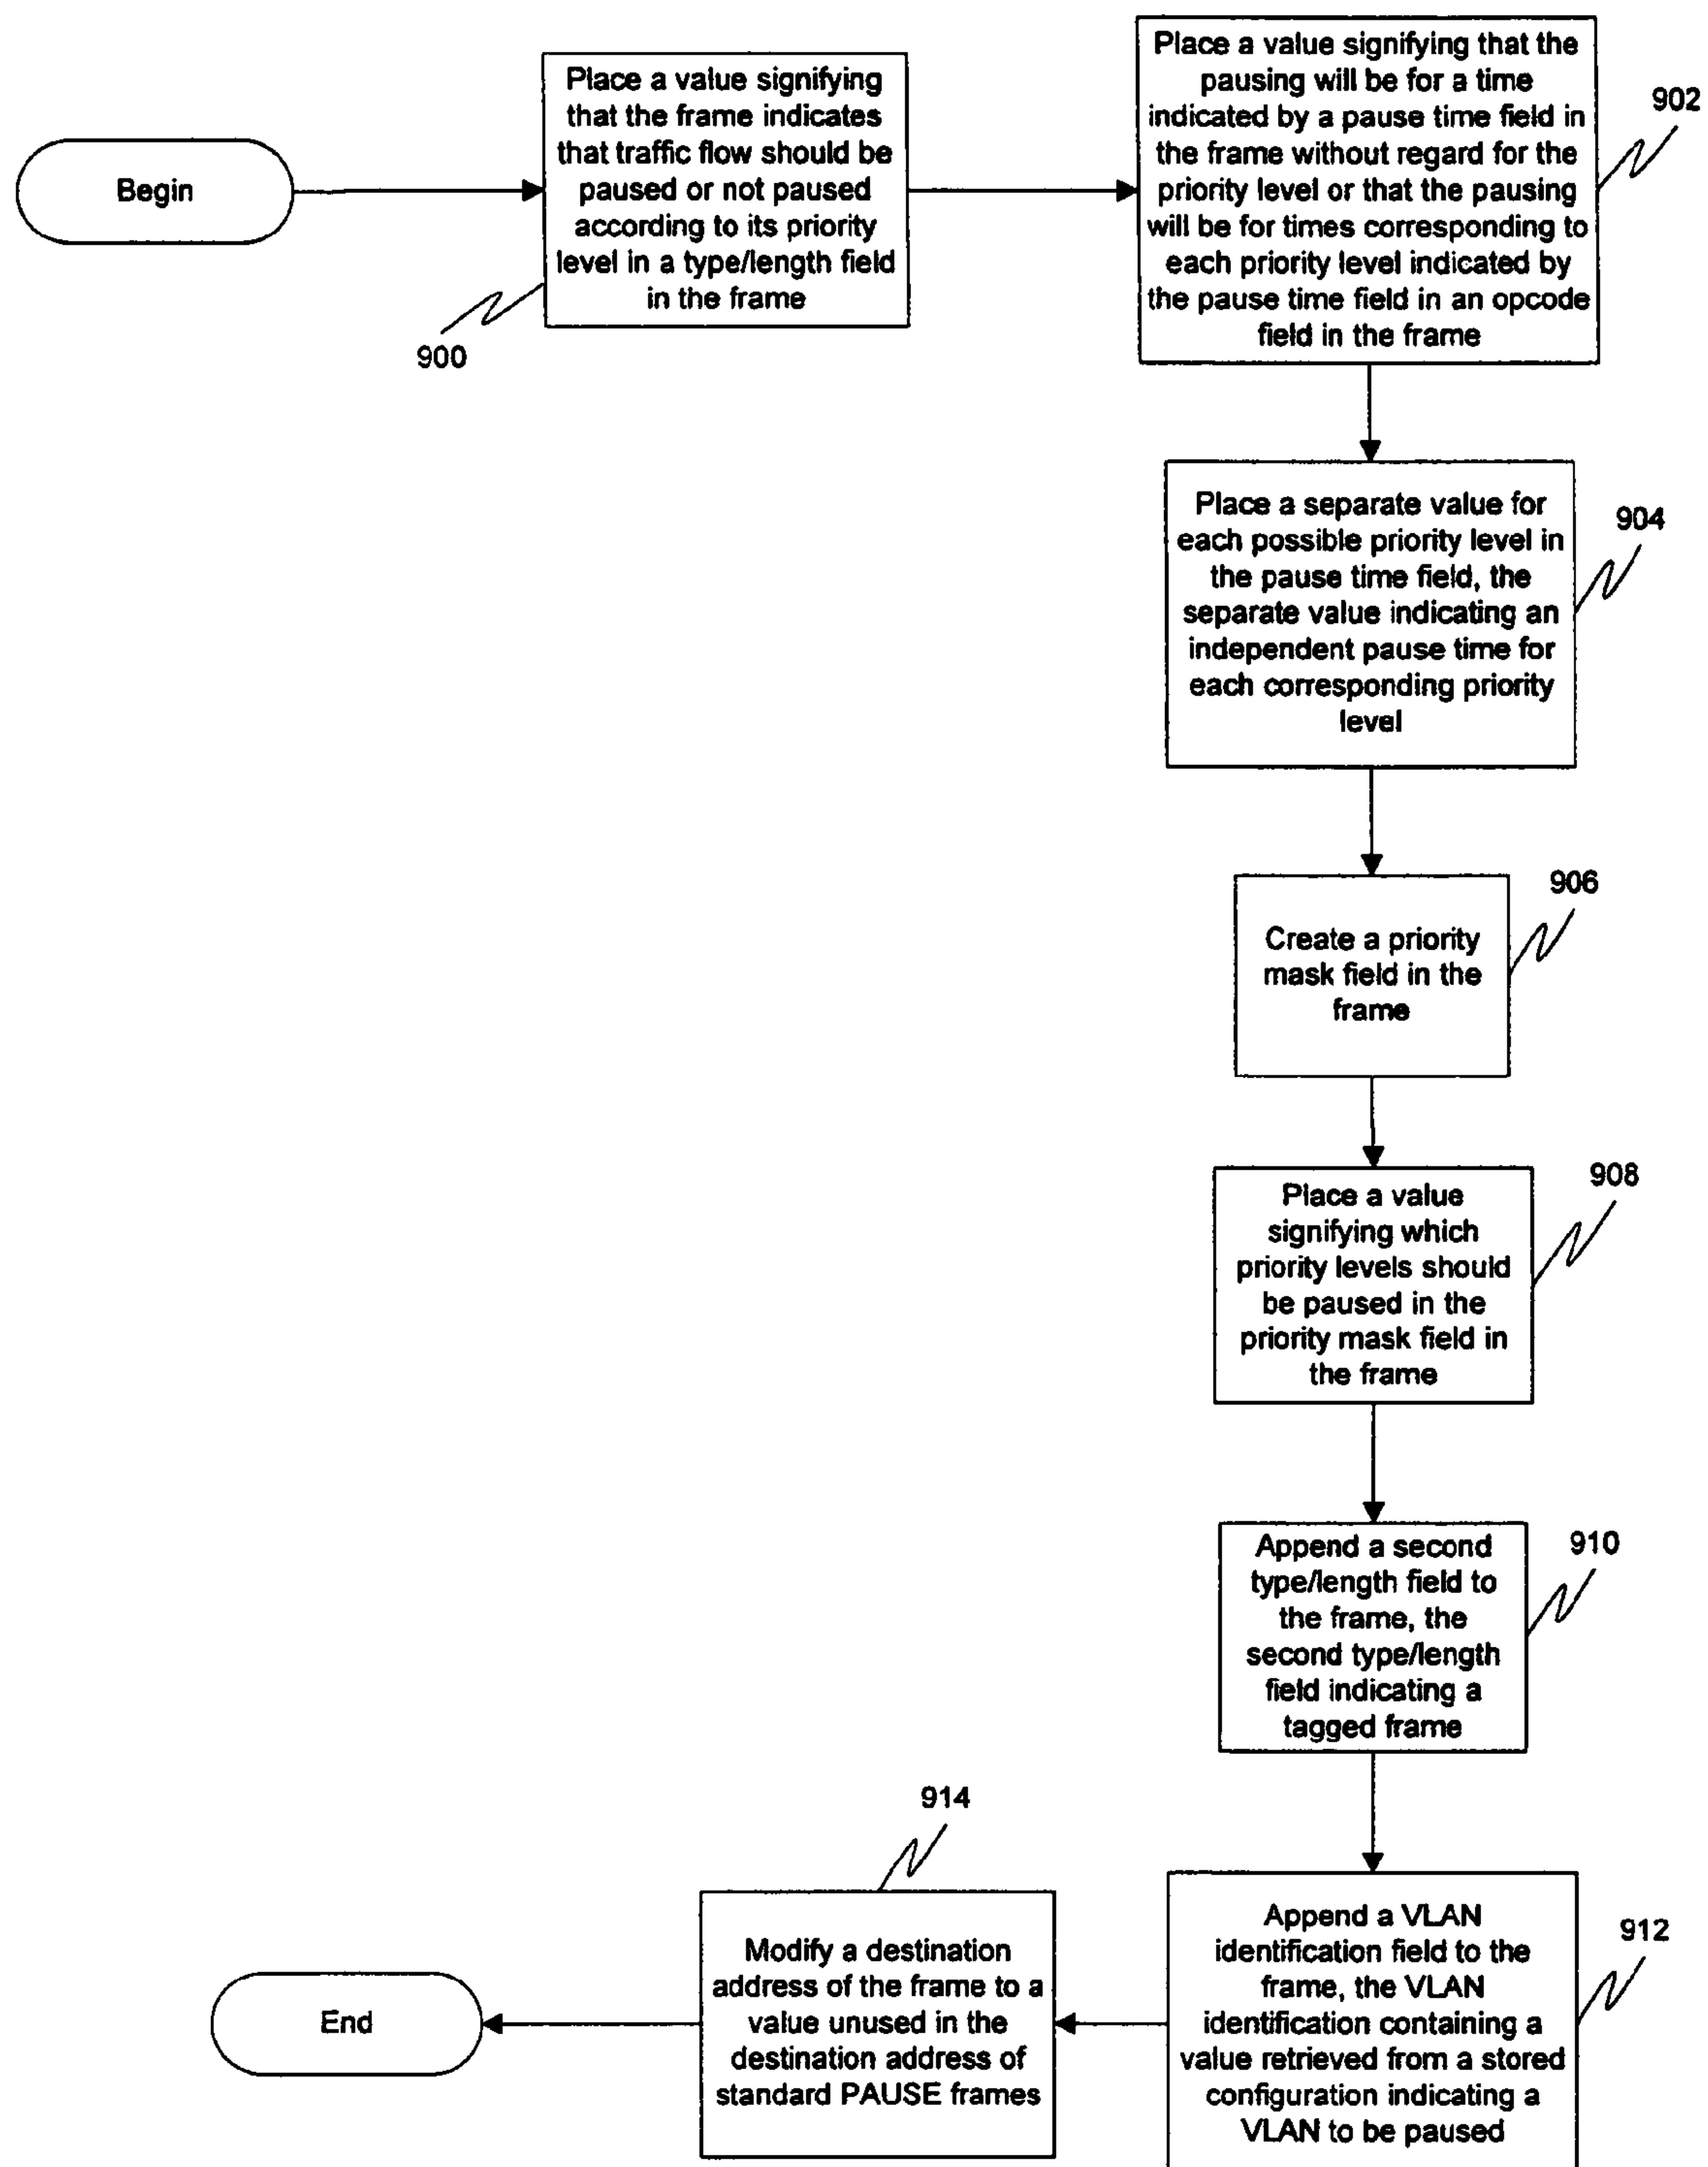 Begin
Place a value signifying
that the frame indicates
that traffic flow should be
paused or not paused
according to its priority
level in a type/length field
in the frame
900
Place a value signifying that the
pausing will be for a time
indicated by a pause time field in
the frame without regard for the
priority level or that the pausing
will be for times corresponding to
each priority level indicated by
the pause time field in an opcode
field in the frame
902
Place a separate value for
each possible priority level in
the pause time field, the
separate value indicating an
independent pause time for
each corresponding priority
level
904
Create a priority
mask field in the
frame
906
Place a value
signifying which
priority levels should
be paused in the
priority mask field in
the frame
908
Append a second
type/length field to
the frame, the
second type/length
field indicating a
tagged frame
910
Append a VLAN
identification field to the
frame, the VLAN
identification containing a
value retrieved from a stored
configuration indicating a
VLAN to be paused
912
Modify a destination
address of the frame to a
value unused in the
destination address of
standard PAUSE frames
914
End